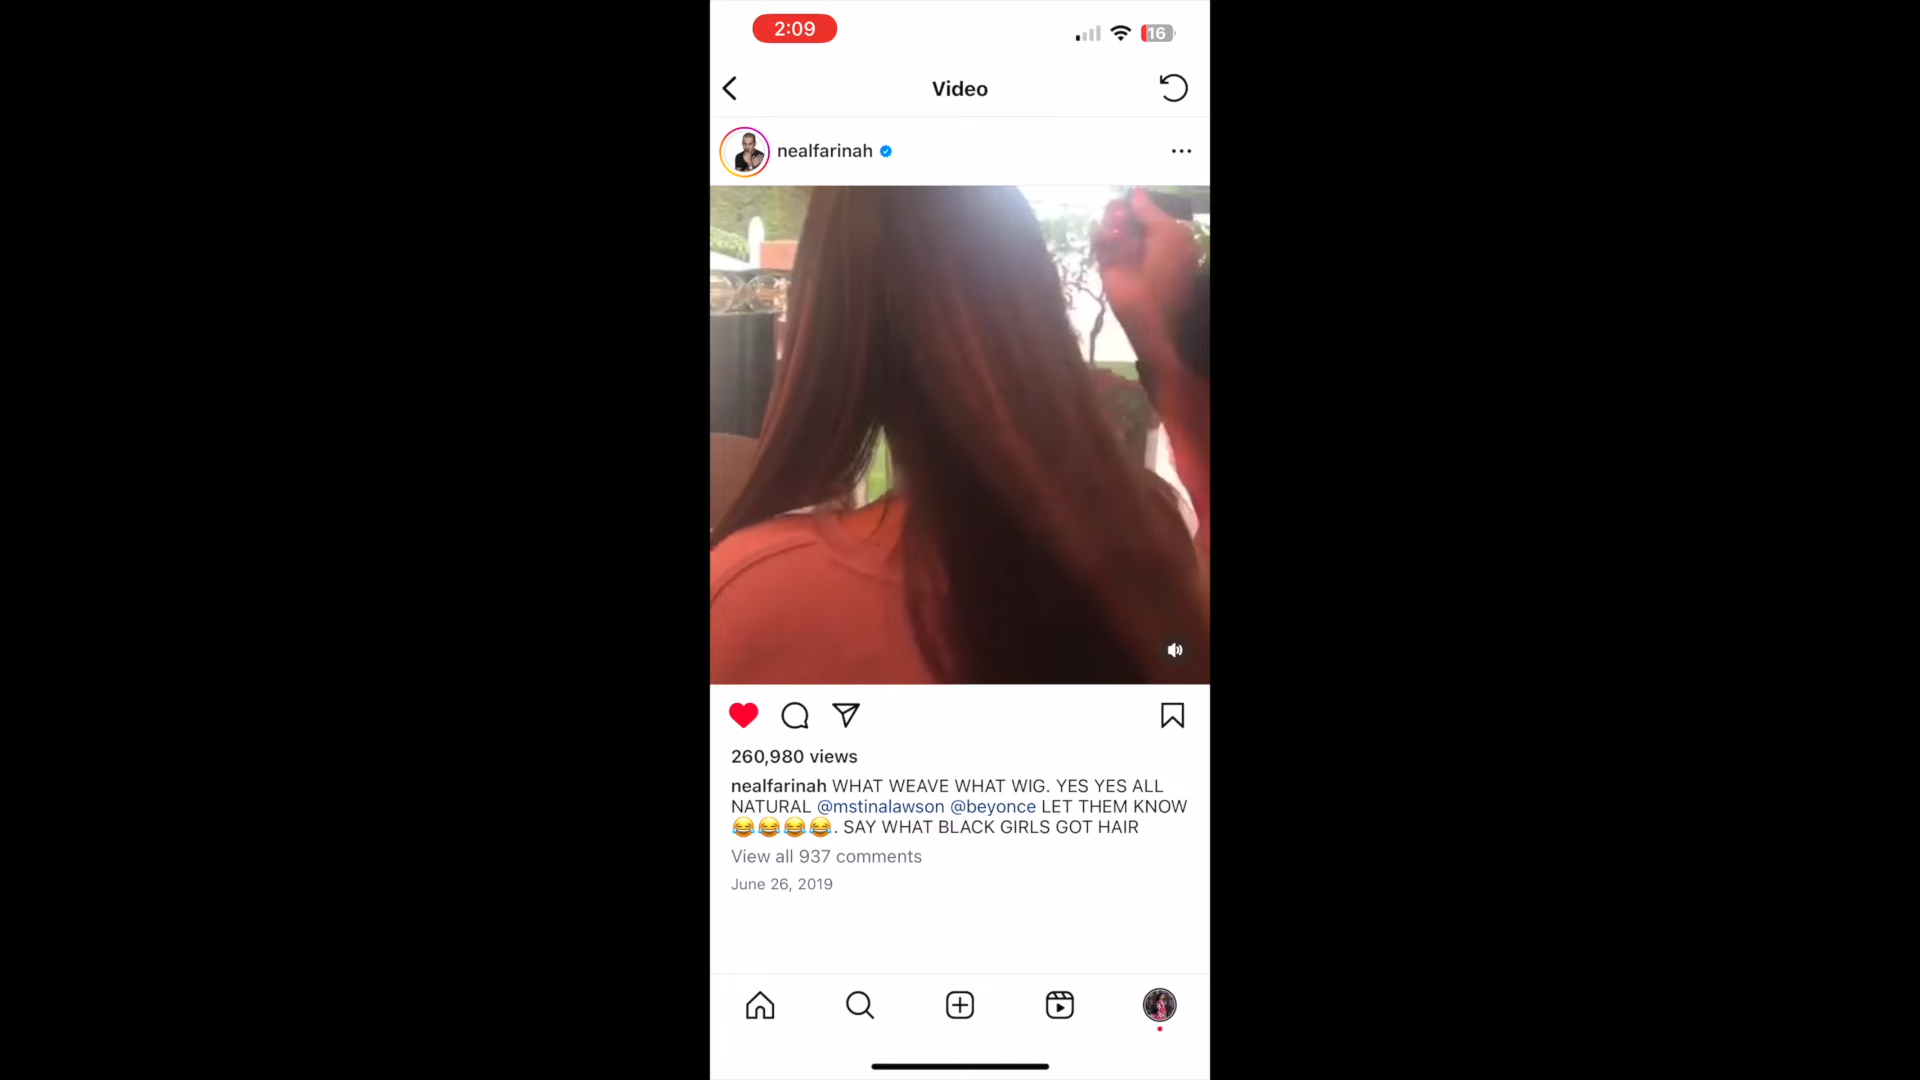 2:09
16
Video
nealfarinah
260,980 views
nealfarinah WHAT WEAVE WHAT WIG. YES YES ALL
NATURAL @mstinalawson @beyonce LET THEM KNOW
😂😂😂😂. SAY WHAT BLACK GIRLS GOT HAIR
View all 937 comments
June 26, 2019